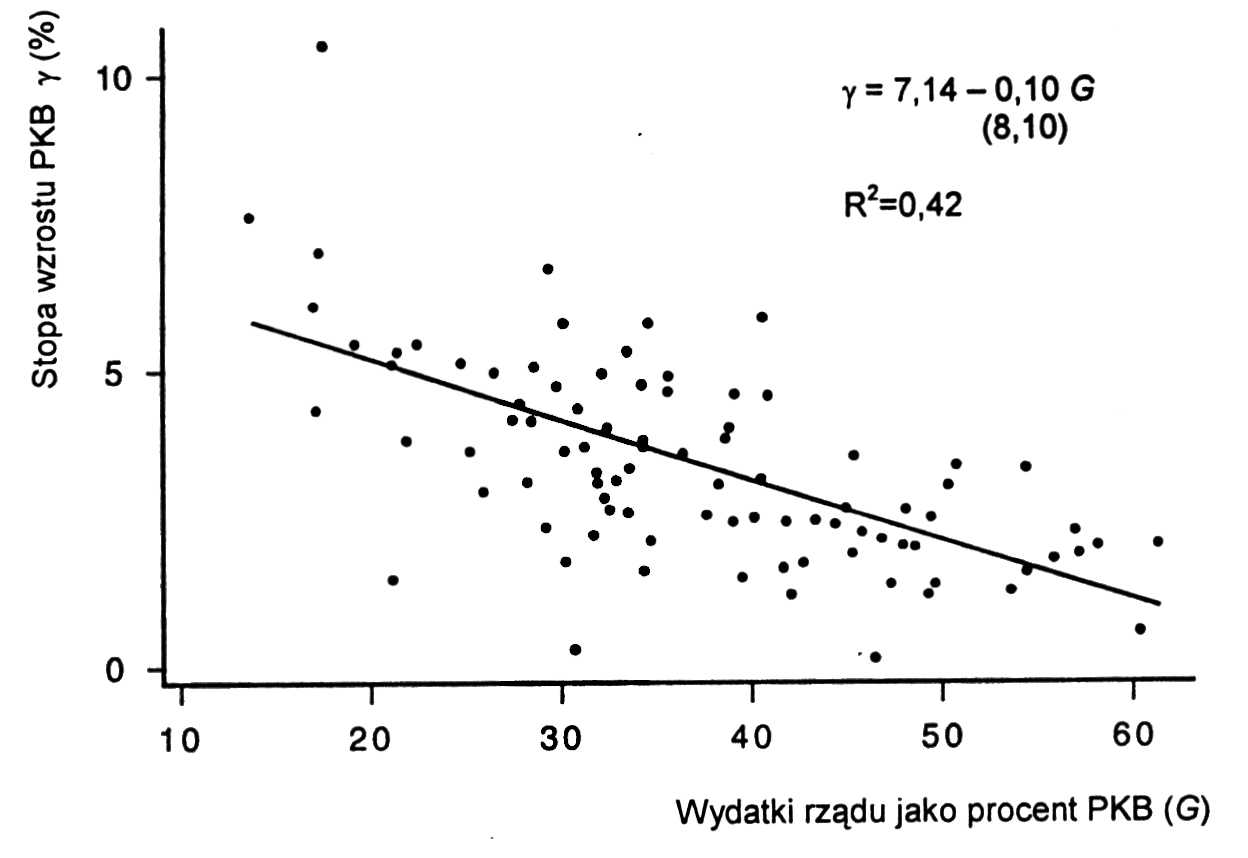 Stopa wzrostu PKB γ (%)
10
5
0
γ = 7,14 – 0,10 G
(8,10)
R²=0,42
10 20 30 40 50 60
Wydatki rządu jako procent PKB (G)